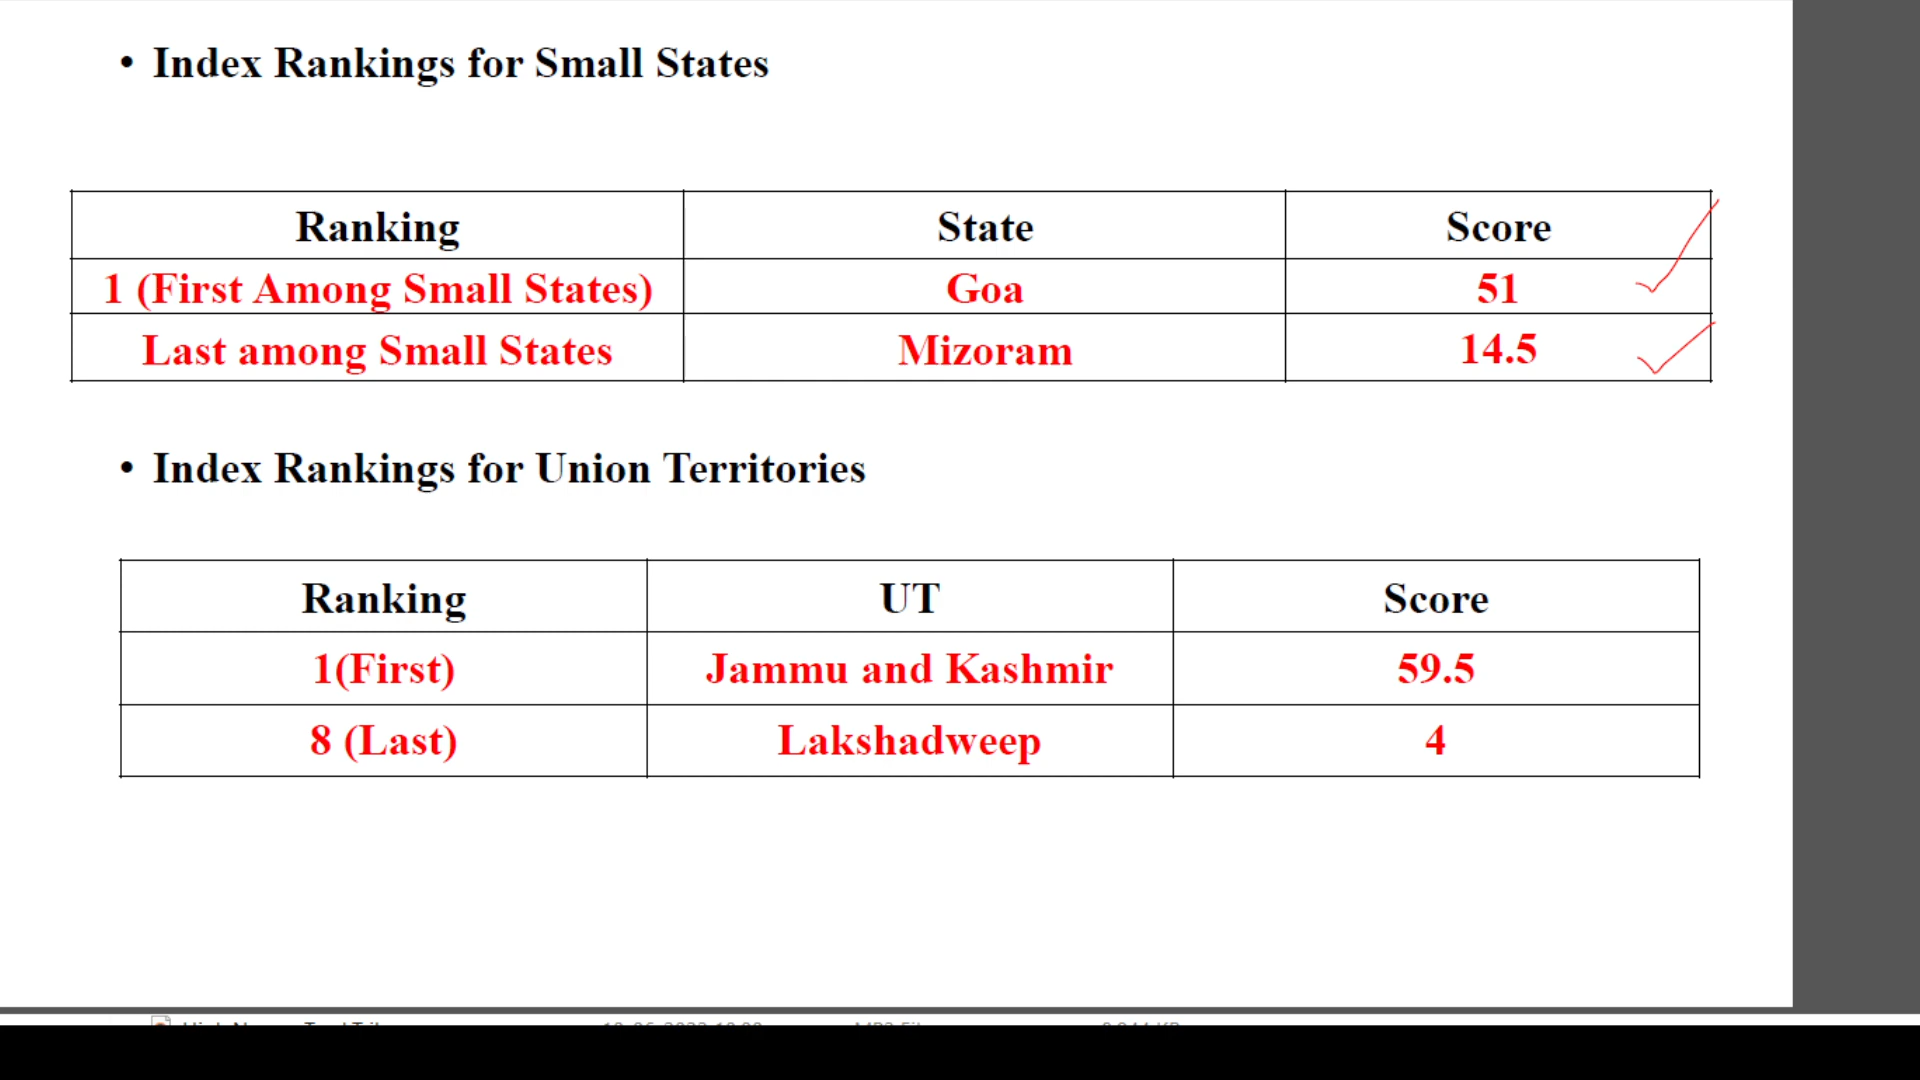 • Index Rankings for Small States
Ranking State Score
1 (First Among Small States) Goa 51
Last among Small States Mizoram 14.5
• Index Rankings for Union Territories
Ranking UT Score
1(First) Jammu and Kashmir 59.5
8 (Last) Lakshadweep 4